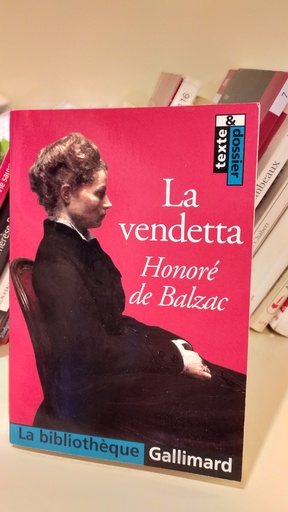 texte
&
dossier
La
vendetta
Honoré
de Balzac
La bibliothèque Gallimard